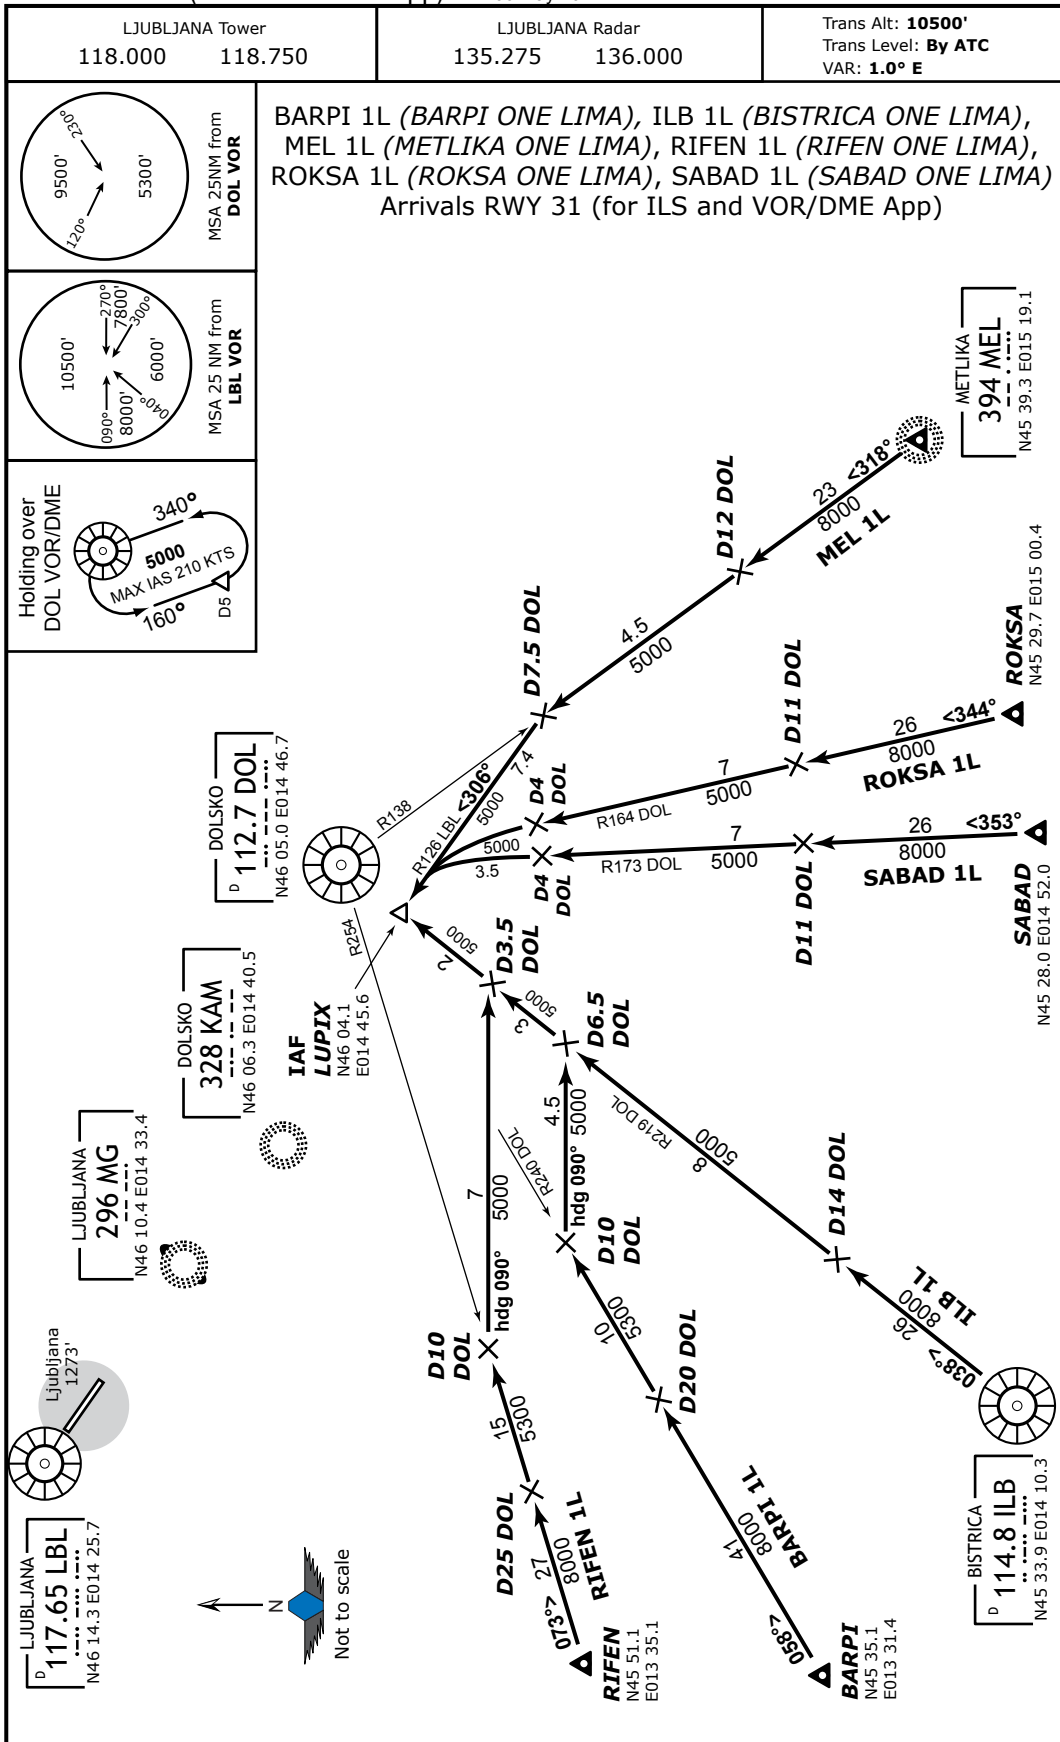 LJUBLJANA Tower
118.000 118.750
LJUBLJANA Radar
135.275 136.000
Trans Alt: 10500'
Trans Level: By ATC
VAR: 1.0° E
BARPI 1L (BARPI ONE LIMA), ILB 1L (BISTRICA ONE LIMA),
MEL 1L (METLIKA ONE LIMA), RIFEN 1L (RIFEN ONE LIMA),
ROKSA 1L (ROKSA ONE LIMA), SABAD 1L (SABAD ONE LIMA)
Arrivals RWY 31 (for ILS and VOR/DME App)
230°
9500'
5300'
120°
MSA 25NM from
DOL VOR
270°
7800'
300°
10500'
6000'
090°
8000'
040°
MSA 25 NM from
LBL VOR
Holding over
DOL VOR/DME
340°
5000
MAX IAS 210 KTS
160°
D5
METLIKA
394 MEL
N45 39.3 E015 19.1
<318°
23
8000
MEL 1L
D12 DOL
4.5
5000
D7.5 DOL
R138
<306°
7.4
5000
R126 LBL
ROKSA
N45 29.7 E015 00.4
<344°
26
8000
ROKSA 1L
D11 DOL
7
5000
R164 DOL
D4
DOL
5000
3.5
SABAD
N45 28.0 E014 52.0
<353°
26
8000
SABAD 1L
D11 DOL
7
5000
R173 DOL
D4
DOL
DOLSKO
D 112.7 DOL
N46 05.0 E014 46.7
R254
DOLSKO
328 KAM
N46 06.3 E014 40.5
IAF
LUPIX
N46 04.1
E014 45.6
2
5000
D3.5
DOL
3
5000
D6.5
DOL
7
5000
hdg 090°
4.5
5000
hdg 090°
R240 DOL
R219 DOL
8
5000
D14 DOL
ILB 1L
8000
26
038°>
BISTRICA
D 114.8 ILB
N45 33.9 E014 10.3
D10
DOL
10
5300
D20 DOL
BARPI 1L
8000
41
058°>
BARPI
N45 35.1
E013 31.4
D10
DOL
15
5300
D25 DOL
27
8000
RIFEN 1L
073°>
RIFEN
N45 51.1
E013 35.1
LJUBLJANA
296 MG
N46 10.4 E014 33.4
Ljubljana
1273'
LJUBLJANA
D 117.65 LBL
N46 14.3 E014 25.7
N
Not to scale